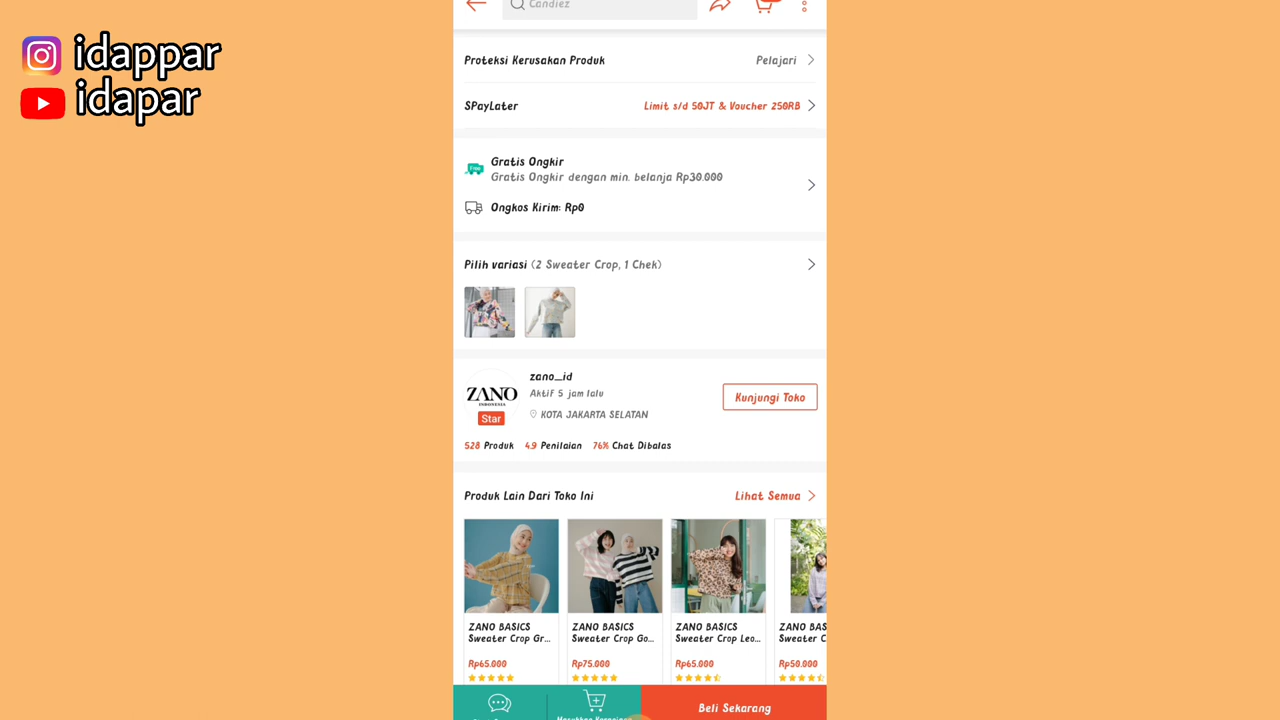 idappar
idapar
Candiez
Proteksi Kerusakan Produk
Pelajari
SPayLater
Limit s/d 50JT & Voucher 250RB
Free
Gratis Ongkir
Gratis Ongkir dengan min. belanja Rp30.000
Ongkos Kirim: Rp0
Pilih variasi (2 Sweater Crop, 1 Chek)
ZANO
INDONESIA
Star
zano_id
Aktif 5 jam lalu
KOTA JAKARTA SELATAN
Kunjungi Toko
528 Produk 4.9 Penilaian 76% Chat Dibalas
Produk Lain Dari Toko Ini
Lihat Semua
ZANO BASICS
Sweater Crop Gr...
Rp65.000
ZANO BASICS
Sweater Crop Go...
Rp75.000
ZANO BASICS
Sweater Crop Leo...
Rp65.000
ZANO BAS
Sweater C
Rp50.000
Beli Sekarang